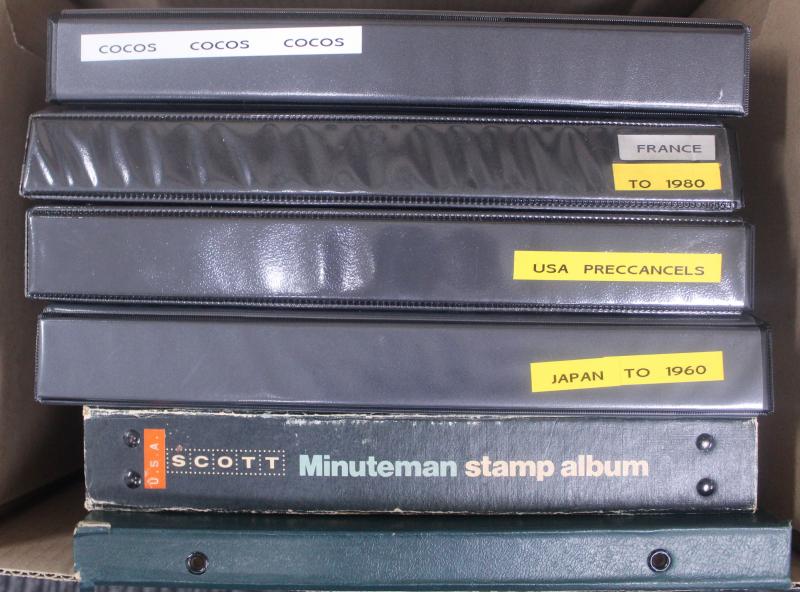 COCOS COCOS COCOS
FRANCE
TO 1980
USA PRECCANCELS
JAPAN TO 1960
U.S.A.
SCOTT Minuteman stamp album